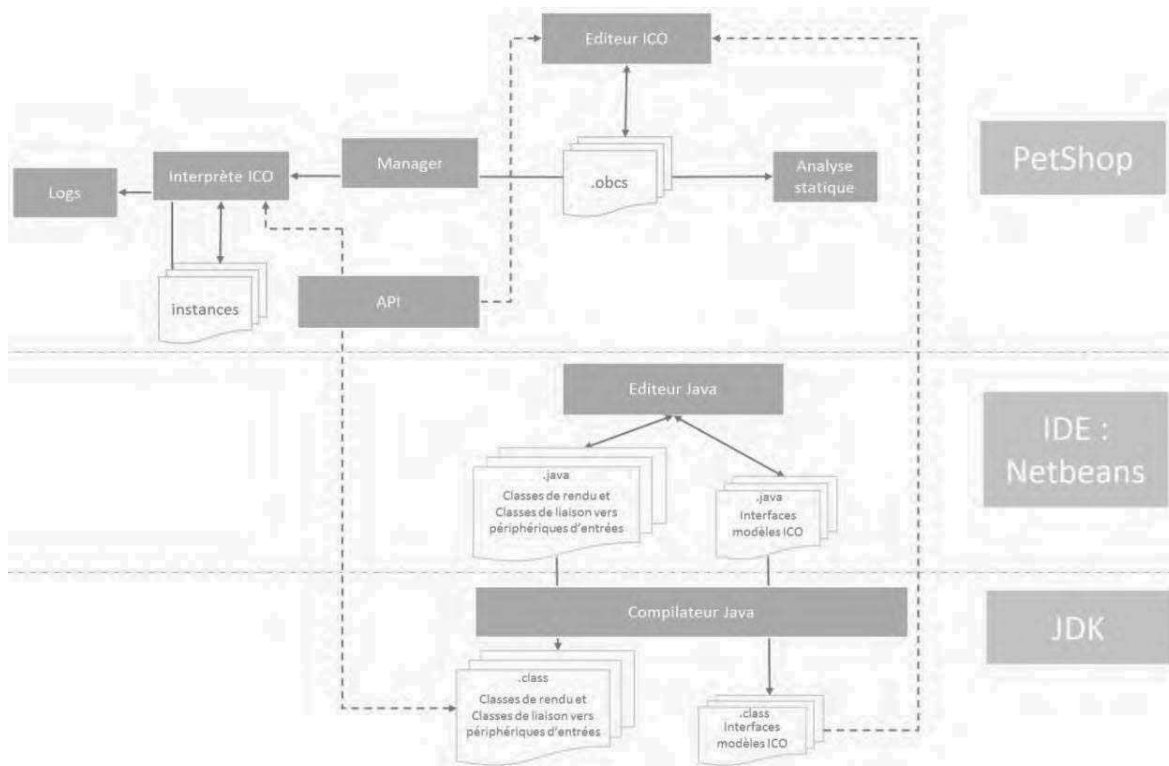 Editeur ICO
PetShop
Manager
Interprète ICO
Logs
.obcs
Analyse
statique
instances
API
Editeur Java
IDE :
Netbeans
.java
Classes de rendu et
Classes de liaison vers
périphériques d'entrées
.java
Interfaces
modèles ICO
Compilateur Java
JDK
.class
Classes de rendu et
Classes de liaison vers
périphériques d'entrées
.class
Interfaces
modèles ICO